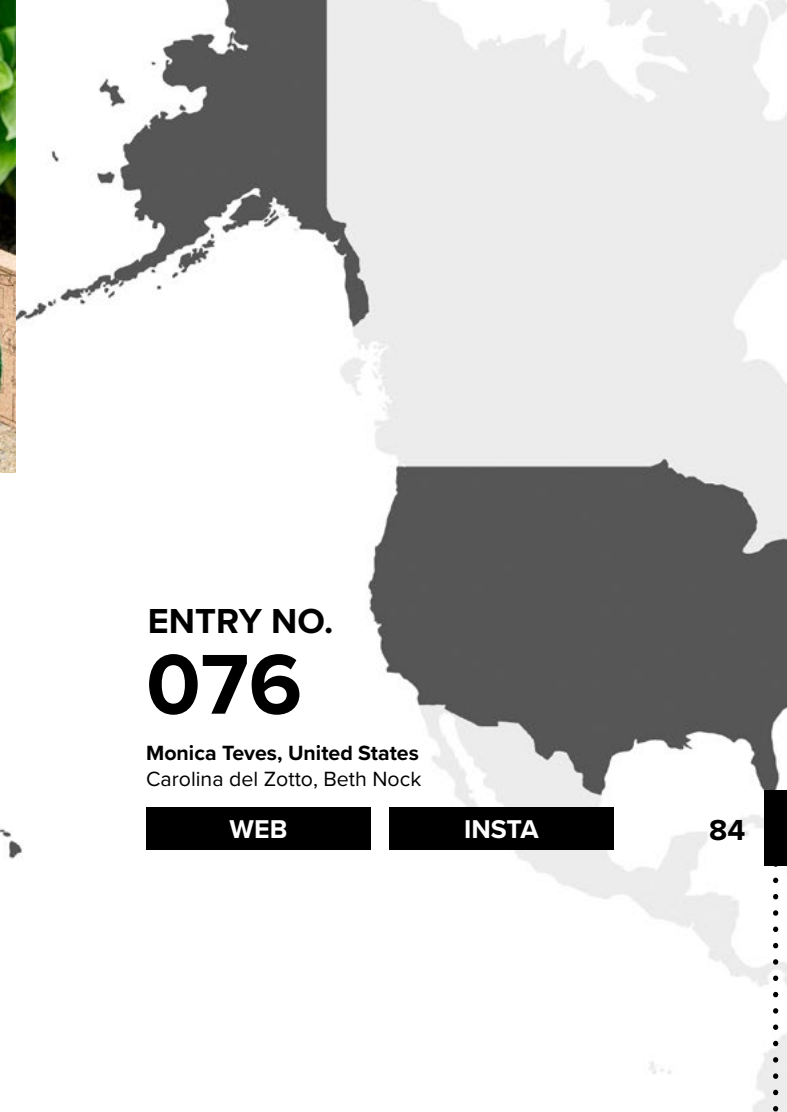 ENTRY NO.
076
Monica Teves, United States
Carolina del Zotto, Beth Nock
WEB
INSTA
84